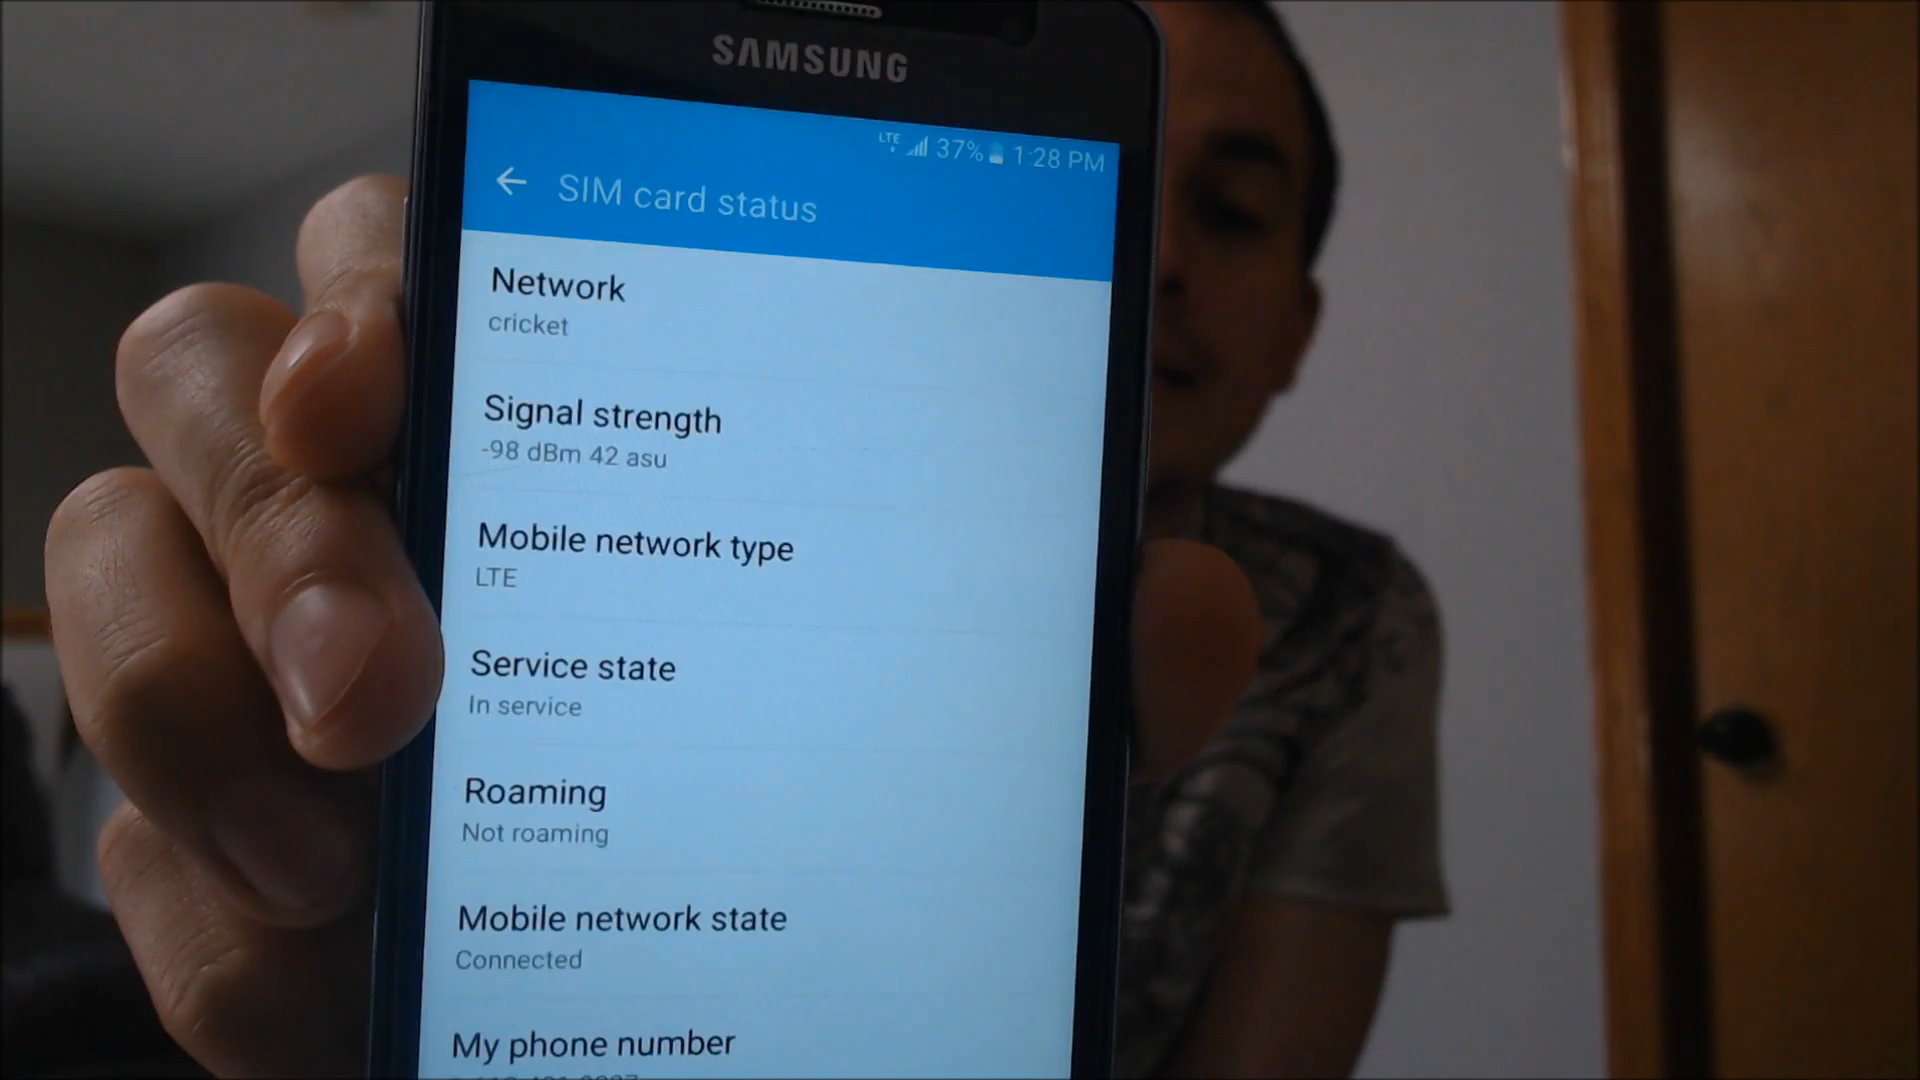 SAMSUNG
LTE 37% 1:28 PM
SIM card status
Network
cricket
Signal strength
-98 dBm 42 asu
Mobile network type
LTE
Service state
In service
Roaming
Not roaming
Mobile network state
Connected
My phone number